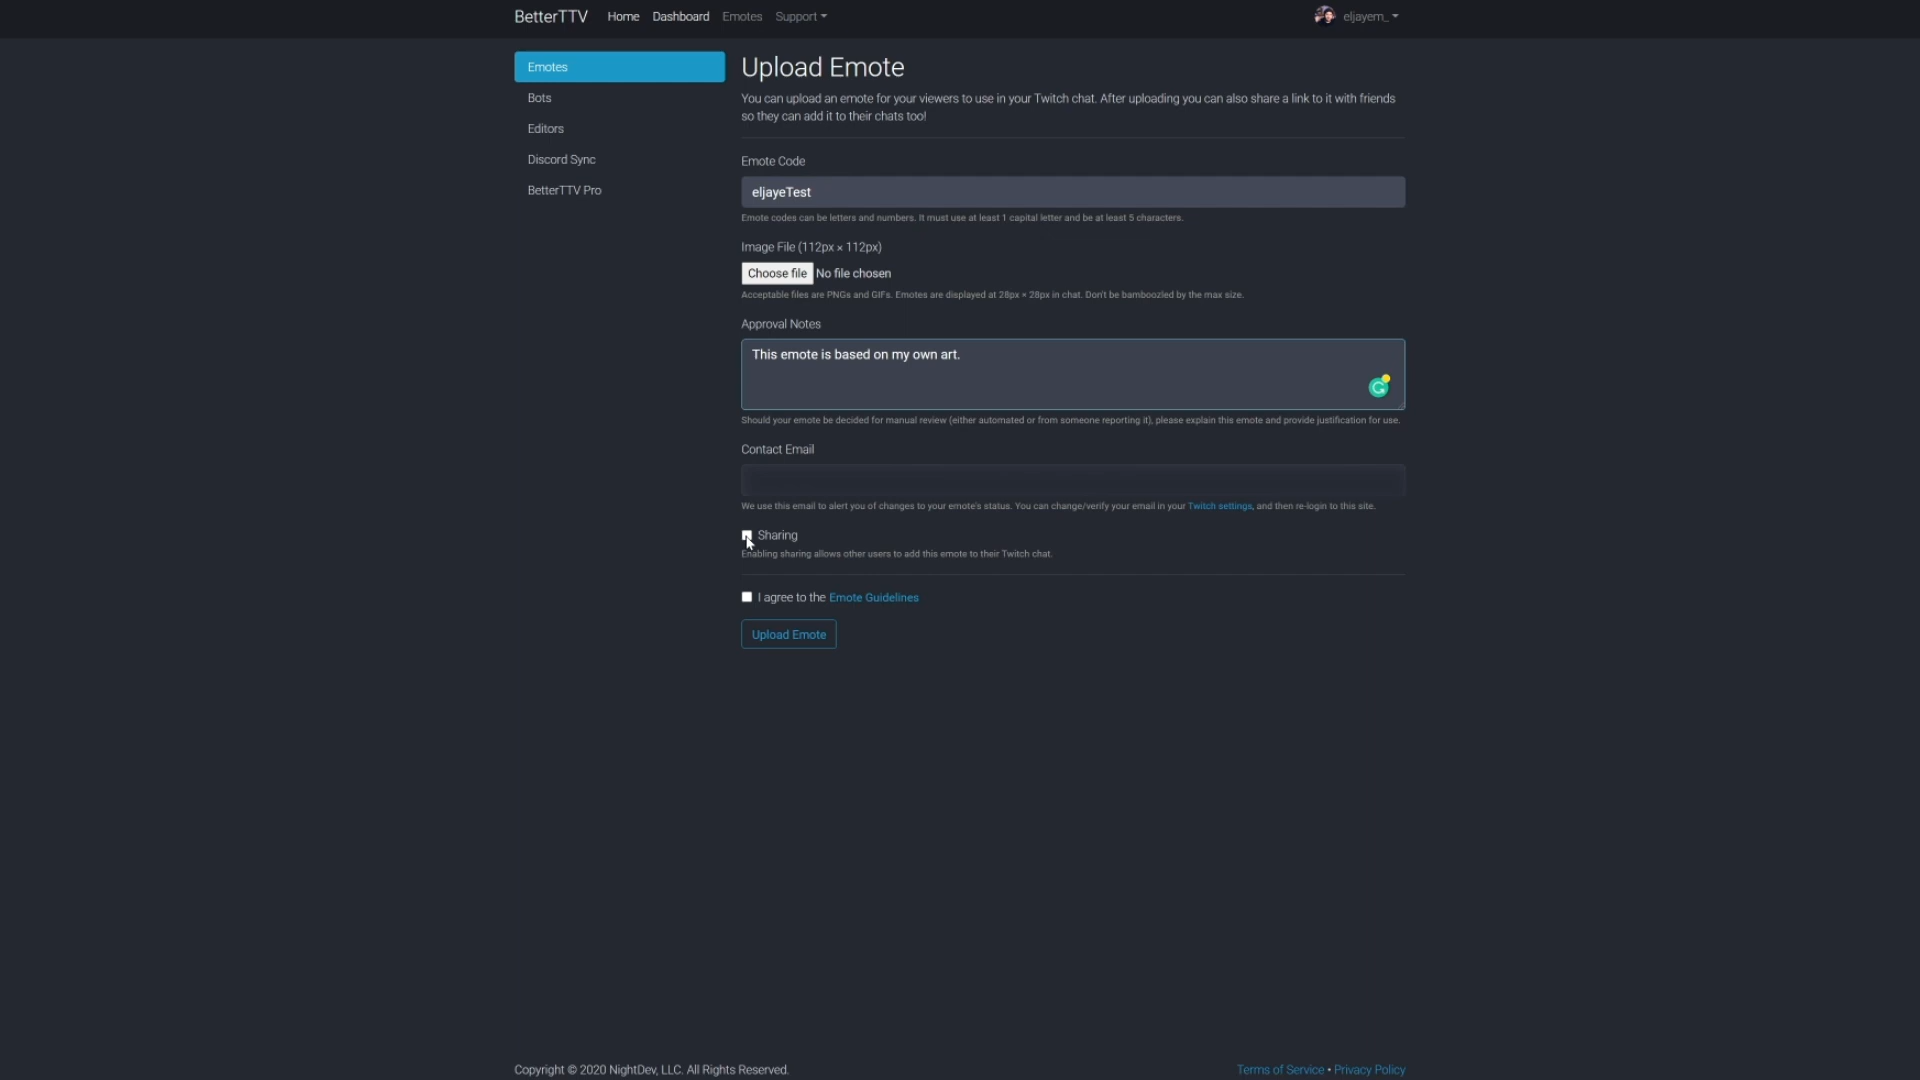 BetterTTV Home Dashboard Emotes Support eljayem_
Emotes
Bots
Editors
Discord Sync
BetterTTV Pro
Upload Emote
You can upload an emote for your viewers to use in your Twitch chat. After uploading you can also share a link to it with friends
so they can add it to their chats too!
Emote Code
eljayeTest
Emote codes can be letters and numbers. It must use at least 1 capital letter and be at least 5 characters.
Image File (112px × 112px)
Choose file No file chosen
Acceptable files are PNGs and GIFs. Emotes are displayed at 28px × 28px in chat. Don't be bamboozled by the max size.
Approval Notes
This emote is based on my own art.
Should your emote be decided for manual review (either automated or from someone reporting it), please explain this emote and provide justification for use.
Contact Email
We use this email to alert you of changes to your emote's status. You can change/verify your email in your Twitch settings, and then re-login to this site.
Sharing
Enabling sharing allows other users to add this emote to their Twitch chat.
I agree to the Emote Guidelines
Upload Emote
Copyright © 2020 NightDev, LLC. All Rights Reserved.
Terms of Service • Privacy Policy